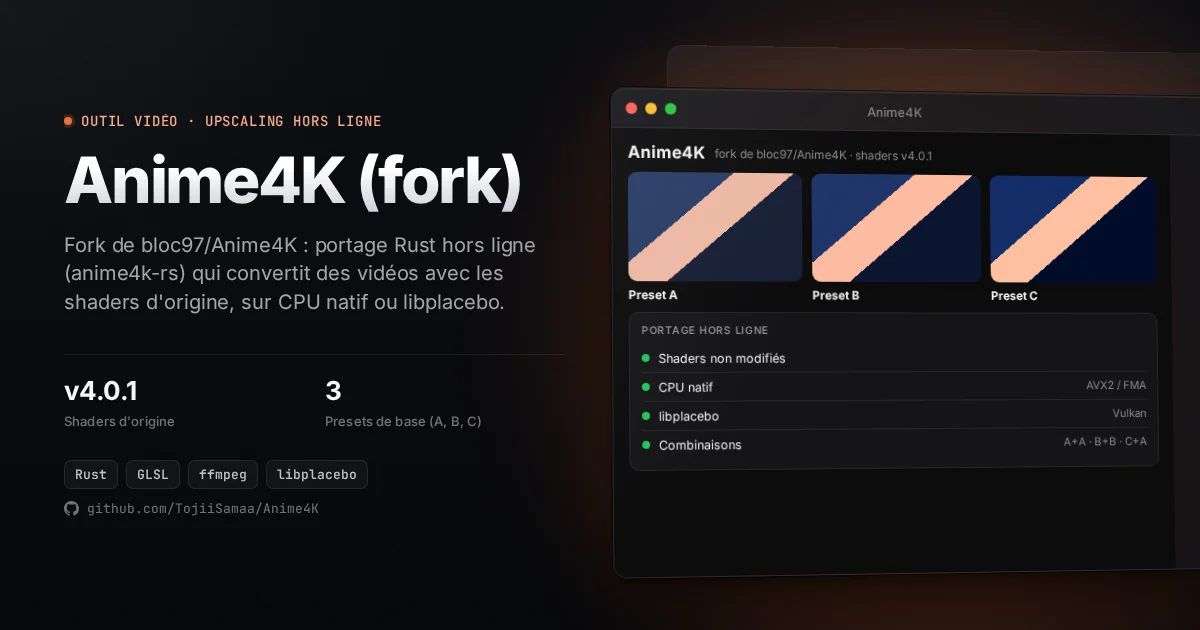 OUTIL VIDÉO · UPSCALING HORS LIGNE
Anime4K (fork)
Fork de bloc97/Anime4K : portage Rust hors ligne
(anime4k-rs) qui convertit des vidéos avec les
shaders d'origine, sur CPU natif ou libplacebo.
v4.0.1
Shaders d'origine
3
Presets de base (A, B, C)
Rust
GLSL
ffmpeg
libplacebo
github.com/TojiiSamaa/Anime4K
Anime4K
Anime4K fork de bloc97/Anime4K · shaders v4.0.1
Preset A
Preset B
Preset C
PORTAGE HORS LIGNE
Shaders non modifiés
CPU natif AVX2 / FMA
libplacebo Vulkan
Combinaisons A+A · B+B · C+A